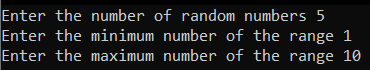 Enter the number of random numbers 5
Enter the minimum number of the range 1
Enter the maximum number of the range 10